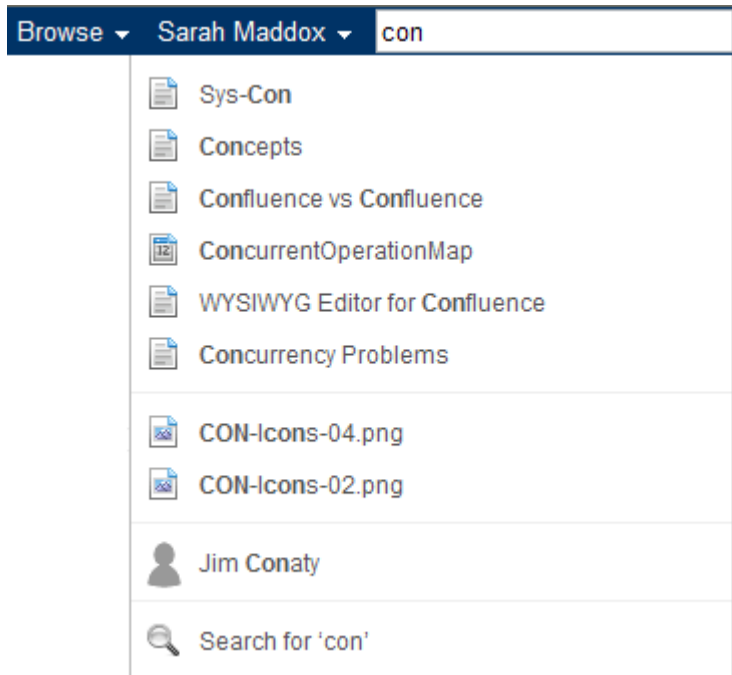 Browse Sarah Maddox con
Sys-Con
Concepts
Confluence vs Confluence
12 ConcurrentOperationMap
WYSIWYG Editor for Confluence
Concurrency Problems
CON-Icons-04.png
CON-Icons-02.png
Jim Conaty
Search for ‘con’